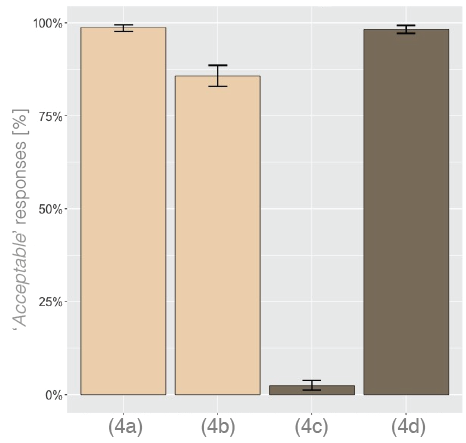 100%
75%
50%
25%
0%
'Acceptable' responses [%]
(4a) (4b) (4c) (4d)